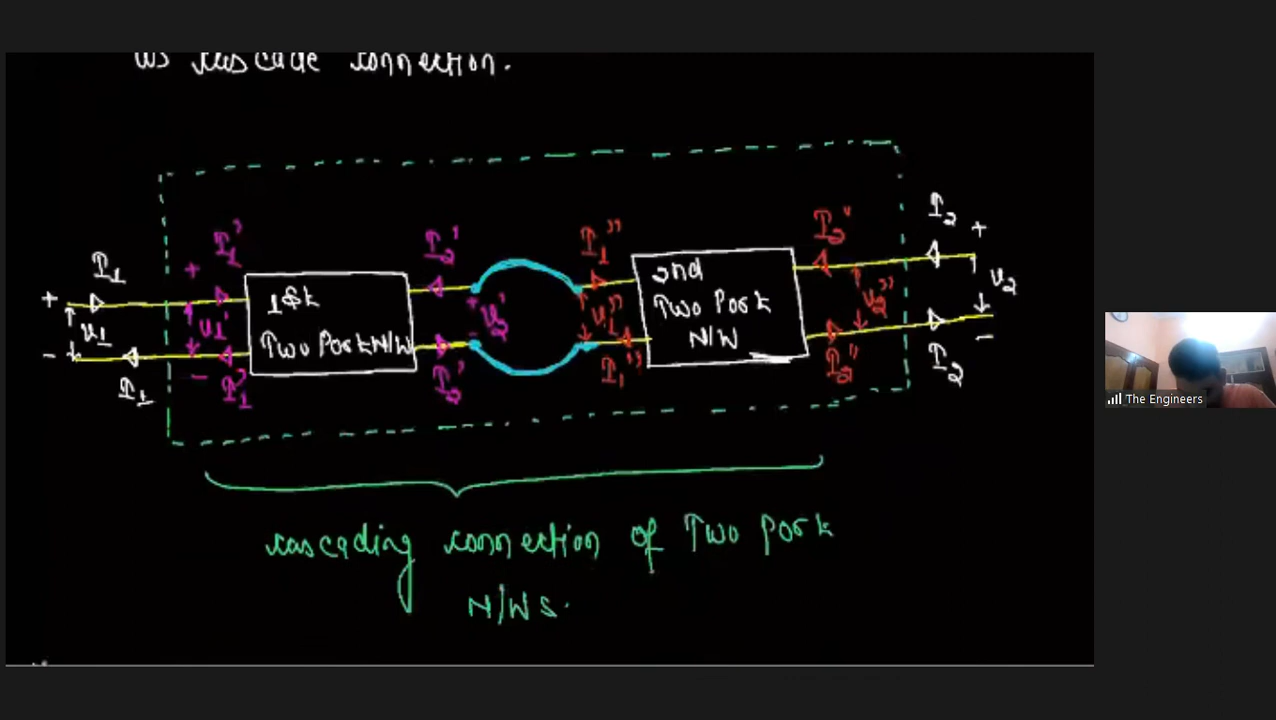 as cascade connection.
I₂
+
I₁' I₂' I₁" I₂"
I₁ +
+ 1st 2nd
V₁ V₁' Two Port N/W + V₂' - V₁" Two Port N/W V₂" V₂
- - -
I₁ I₁' I₂' I₁" I₂" I₂
cascading connection of Two port
N/Ws.
The Engineers